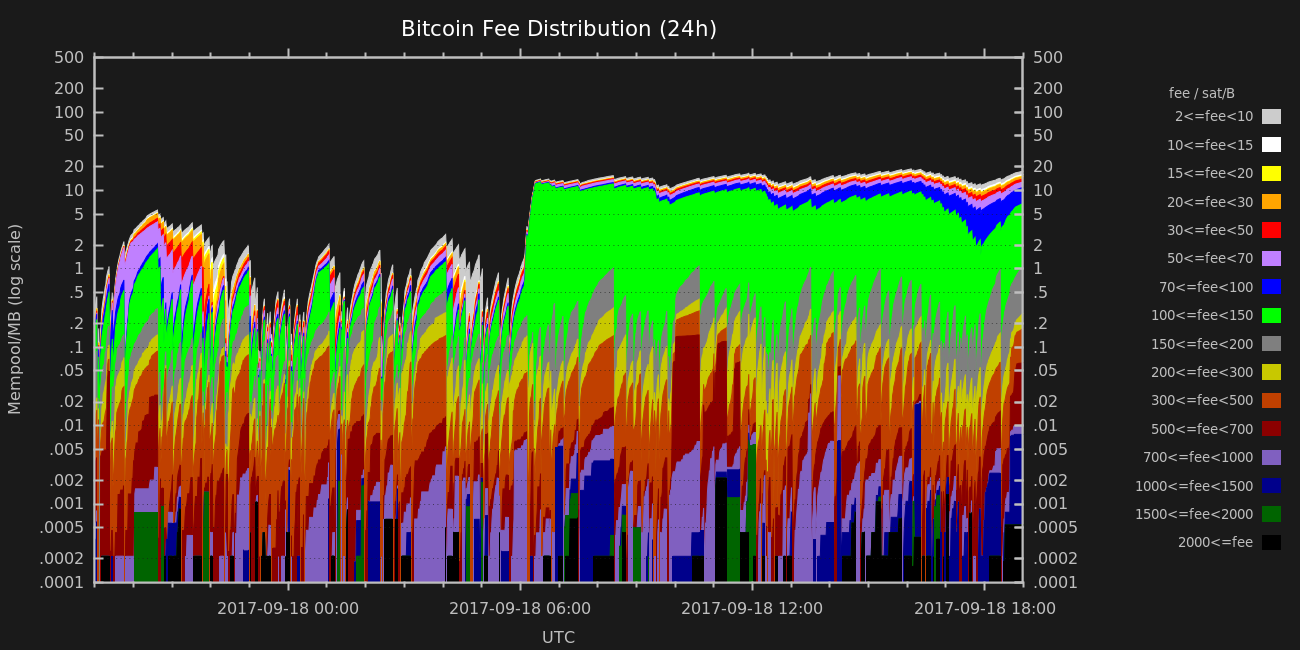 Bitcoin Fee Distribution (24h)
Mempool/MB (log scale)
500
200
100
50
20
10
5
2
1
.5
.2
.1
.05
.02
.01
.005
.002
.001
.0005
.0002
.0001
500
200
100
50
20
10
5
2
1
.5
.2
.1
.05
.02
.01
.005
.002
.001
.0005
.0002
.0001
2017-09-18 00:00
2017-09-18 06:00
2017-09-18 12:00
2017-09-18 18:00
UTC
fee / sat/B
2<=fee<10
10<=fee<15
15<=fee<20
20<=fee<30
30<=fee<50
50<=fee<70
70<=fee<100
100<=fee<150
150<=fee<200
200<=fee<300
300<=fee<500
500<=fee<700
700<=fee<1000
1000<=fee<1500
1500<=fee<2000
2000<=fee